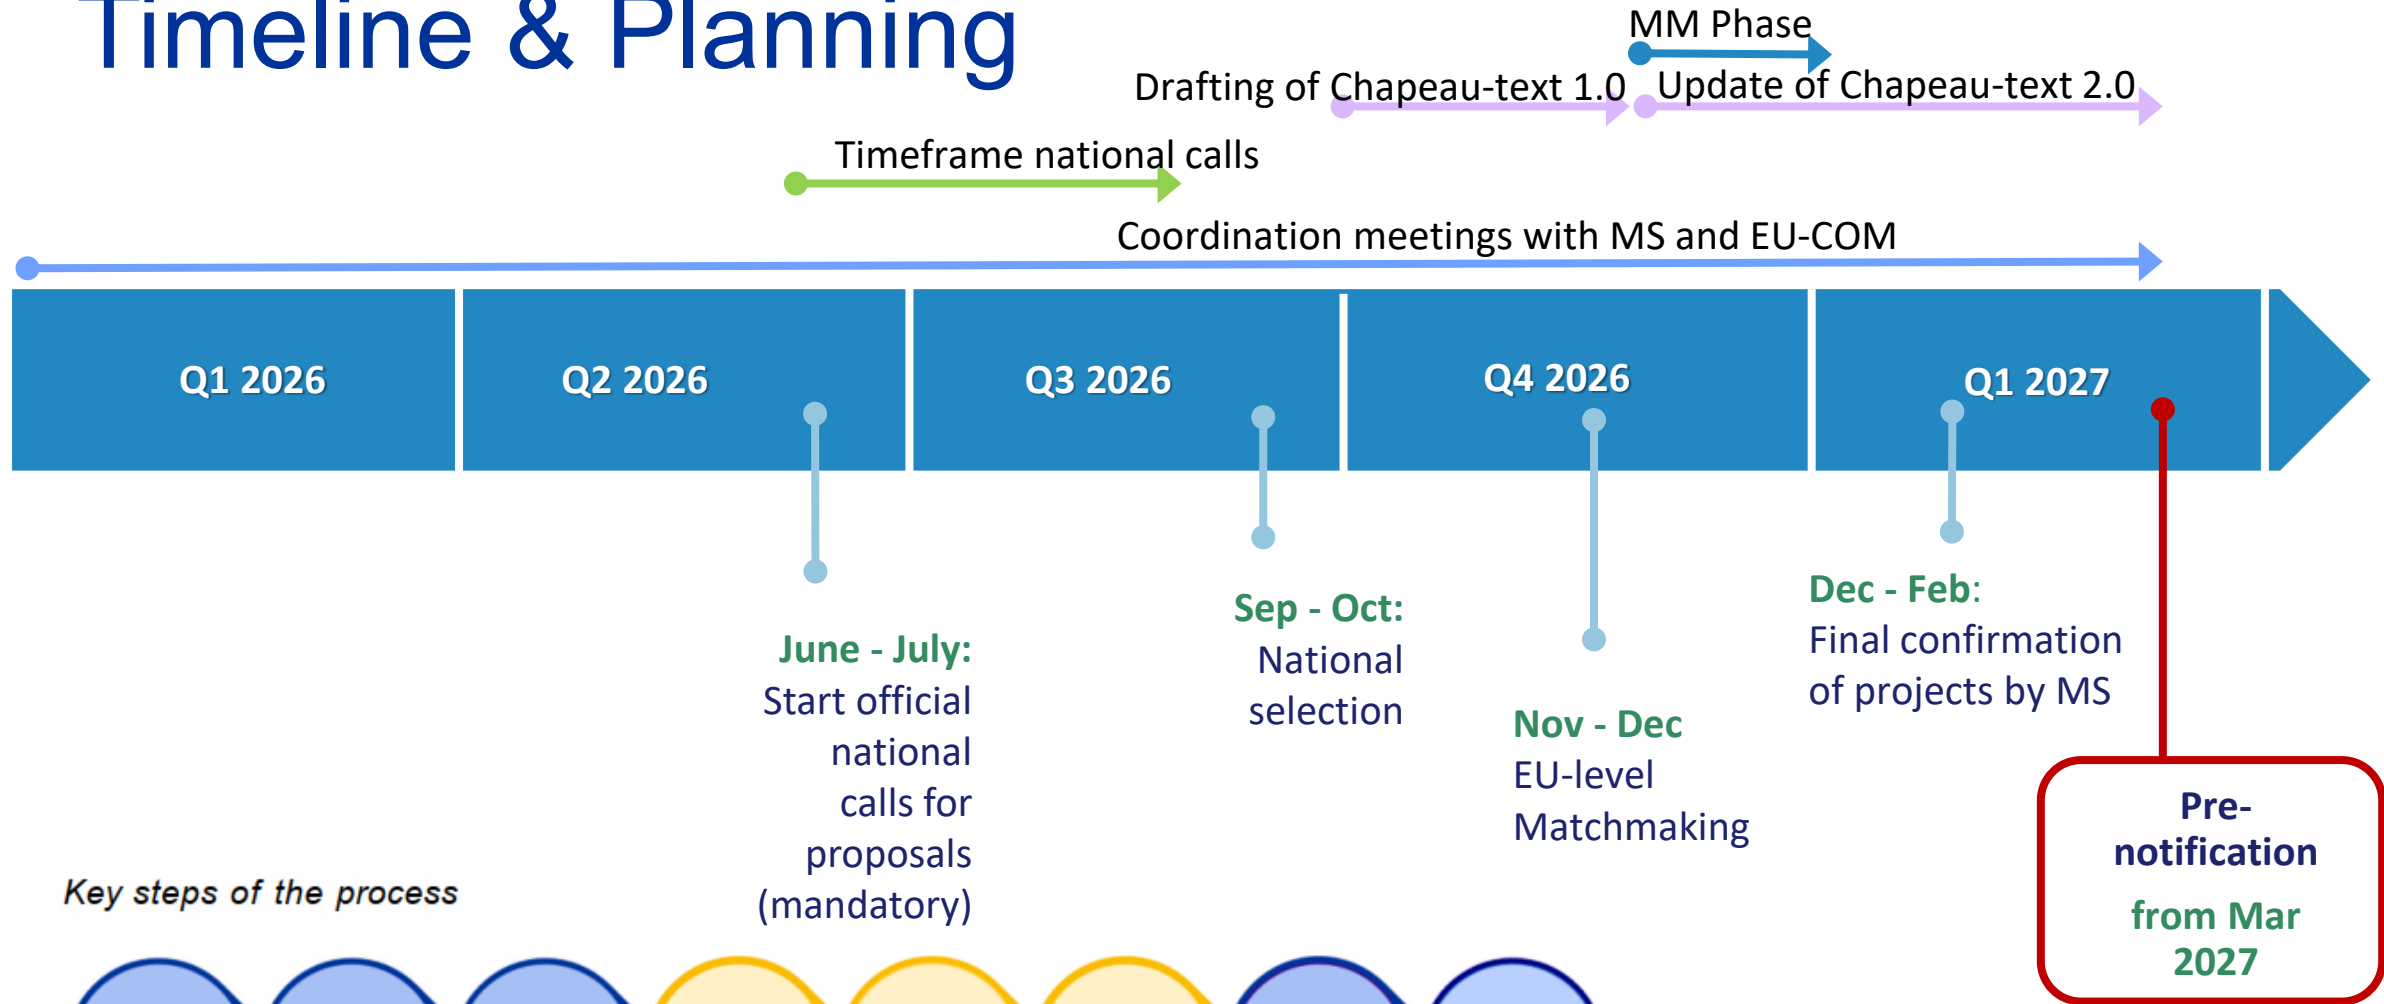 Timeline & Planning
MM Phase
Drafting of Chapeau-text 1.0
Update of Chapeau-text 2.0
Timeframe national calls
Coordination meetings with MS and EU-COM
Q1 2026
Q2 2026
Q3 2026
Q4 2026
Q1 2027
June - July:
Start official
national
calls for
proposals
(mandatory)
Sep - Oct:
National
selection
Nov - Dec
EU-level
Matchmaking
Dec - Feb:
Final confirmation
of projects by MS
Pre-
notification
from Mar
2027
Key steps of the process